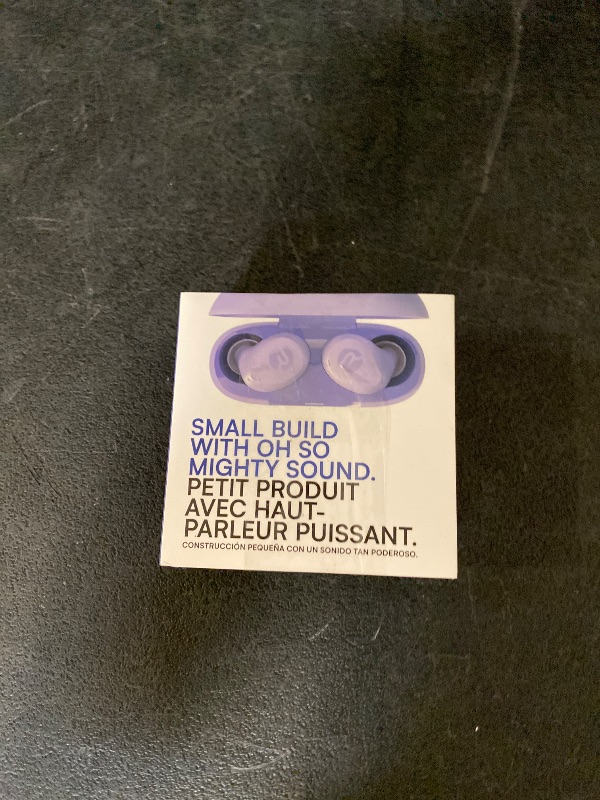 SMALL BUILD
WITH OH SO
MIGHTY SOUND.
PETIT PRODUIT
AVEC HAUT-
PARLEUR PUISSANT.
CONSTRUCCIÓN PEQUEÑA CON UN SONIDO TAN PODEROSO.